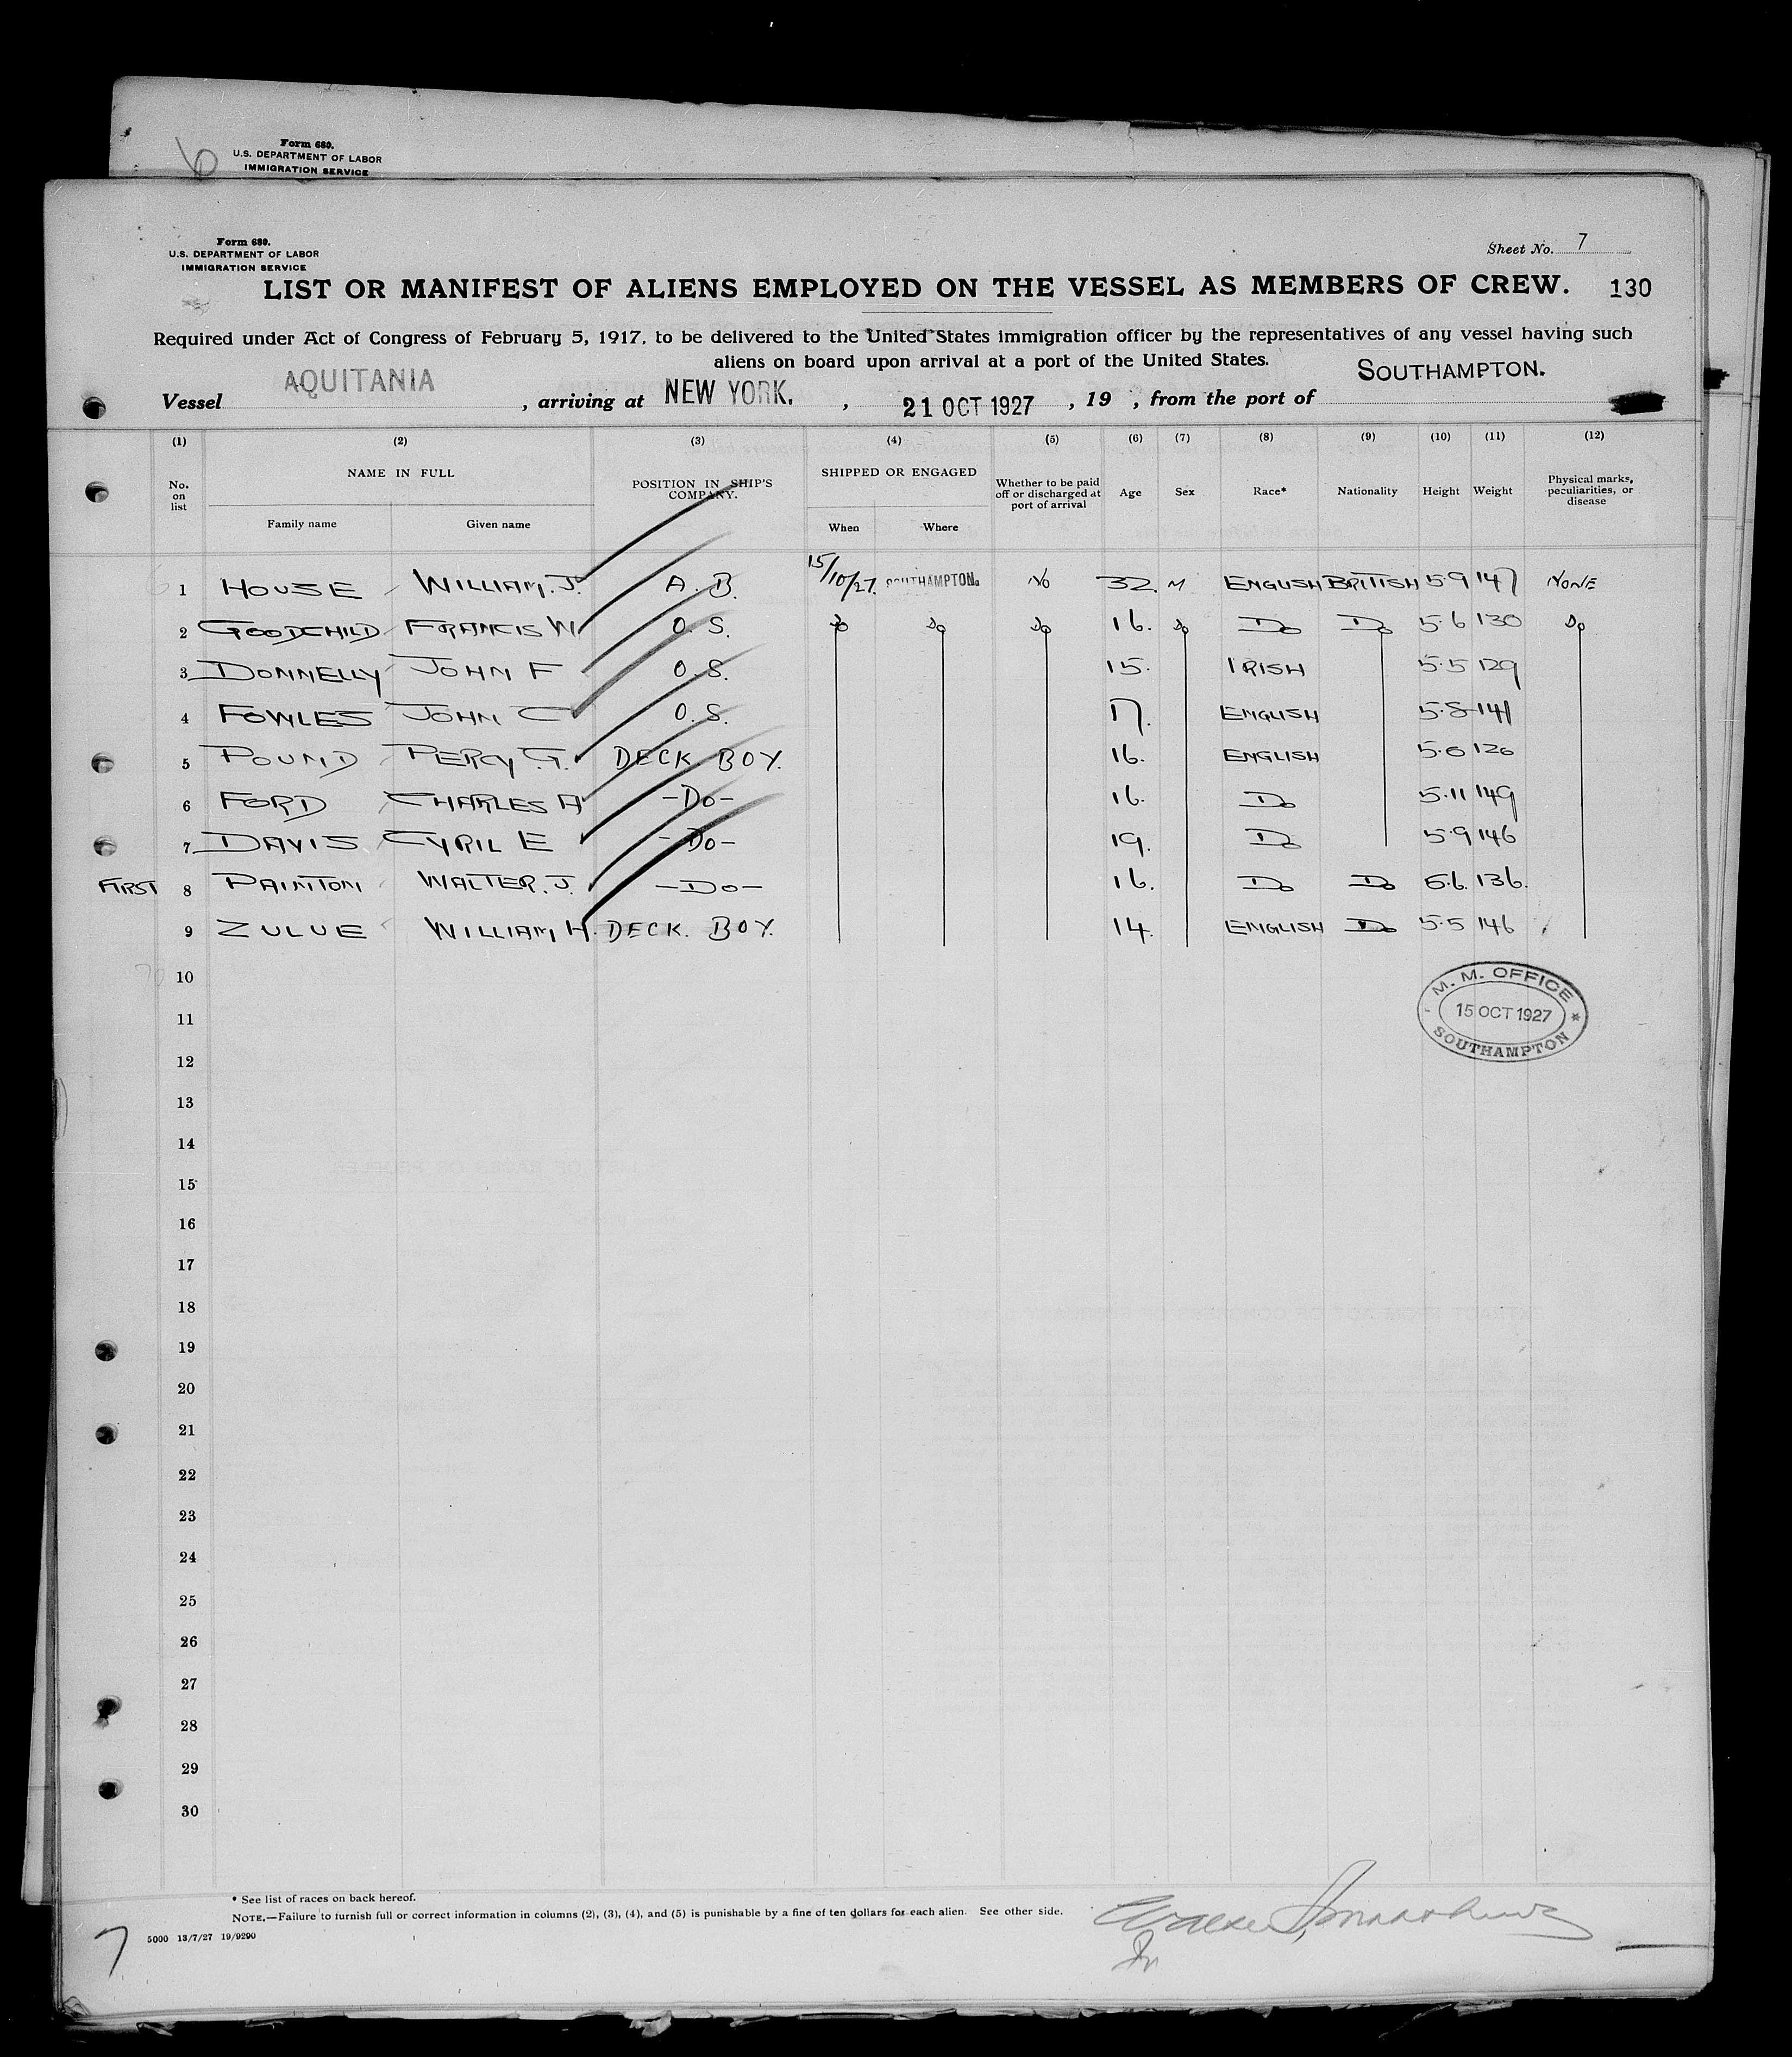 6
Form 680.
U.S. DEPARTMENT OF LABOR
IMMIGRATION SERVICE
Form 680.
U.S. DEPARTMENT OF LABOR
IMMIGRATION SERVICE
Sheet No. 7
LIST OR MANIFEST OF ALIENS EMPLOYED ON THE VESSEL AS MEMBERS OF CREW. 130
Required under Act of Congress of February 5, 1917, to be delivered to the United States immigration officer by the representatives of any vessel having such
aliens on board upon arrival at a port of the United States.
Vessel AQUITANIA, arriving at NEW YORK., 21 OCT 1927, 19 , from the port of SOUTHAMPTON.
(1) (2) (3) (4) (5) (6) (7) (8) (9) (10) (11) (12)
No. on list NAME IN FULL POSITION IN SHIP'S COMPANY. SHIPPED OR ENGAGED Whether to be paid off or discharged at port of arrival Age Sex Race* Nationality Height Weight Physical marks, peculiarities, or disease
Family name Given name When Where
1 HOUSE WILLIAM. J. A. B. 15/10/27. SOUTHAMPTON. NO 32. M ENGLISH BRITISH 5.9 147 NONE
2 GOODCHILD FRANCIS W O. S. Do Do Do 16. Do Do Do 5.6 130 Do
3 DONNELLY JOHN F O. S. 15. IRISH 5.5 129
4 FOWLES JOHN C O. S. 17. ENGLISH 5.8 141
5 POUND PERCY. G. DECK BOY. 16. ENGLISH 5.0 126
6 FORD CHARLES A -Do- 16. Do 5.11 149
7 DAVIS CYRIL E -Do- 19. Do 5.9 146
FIRST 8 PAINTON WALTER. J. -Do- 16. Do Do 5.6. 136.
9 ZULUE WILLIAM H. DECK. BOY. 14. ENGLISH Do 5.5 146
10
M. M. OFFICE
15 OCT 1927
SOUTHAMPTON
11
12
13
14
15
16
17
18
19
20
21
22
23
24
25
26
27
28
29
30
* See list of races on back hereof.
NOTE.—Failure to furnish full or correct information in columns (2), (3), (4), and (5) is punishable by a fine of ten dollars for each alien. See other side.
5000 13/7/27 19/9290
7